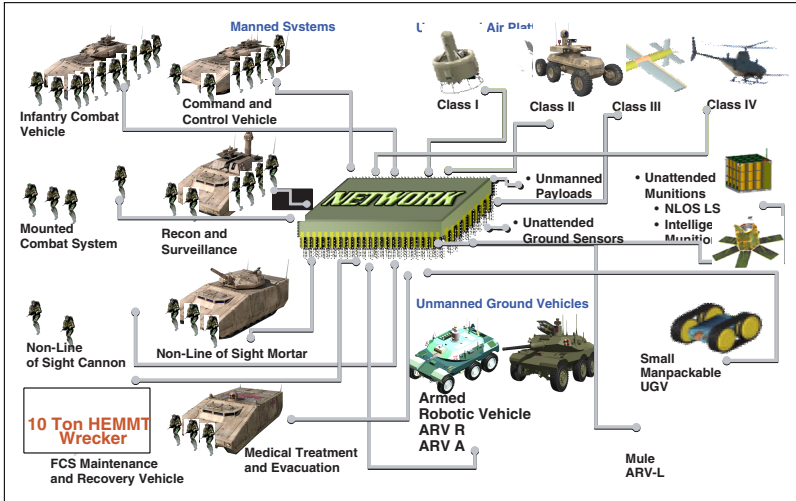 Manned Systems
Air
Infantry Combat
Vehicle
Command and
Control Vehicle
Class I
Class II
Class III
Class IV
Mounted
Combat System
Recon and
Surveillance
NETWORK
• Unmanned
Payloads
• Unattended
Ground Sensors
• Unattended
Munitions
• NLOS LS
• Intellige
Munitio
Non-Line
of Sight Cannon
Non-Line of Sight Mortar
Unmanned Ground Vehicles
Small
Manpackable
UGV
10 Ton HEMMT
Wrecker
FCS Maintenance
and Recovery Vehicle
Medical Treatment
and Evacuation
Armed
Robotic Vehicle
ARV R
ARV A
Mule
ARV-L